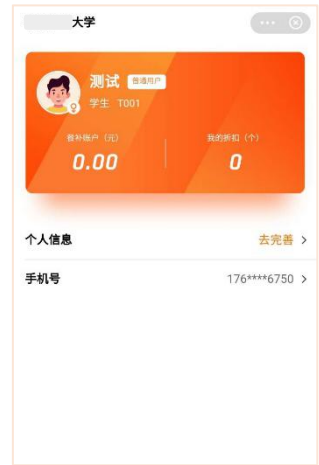 大学
测试 普通用户
学生 T001
餐补账户（元） 我的折扣（个）
0.00 0
个人信息 去完善
手机号 176****6750